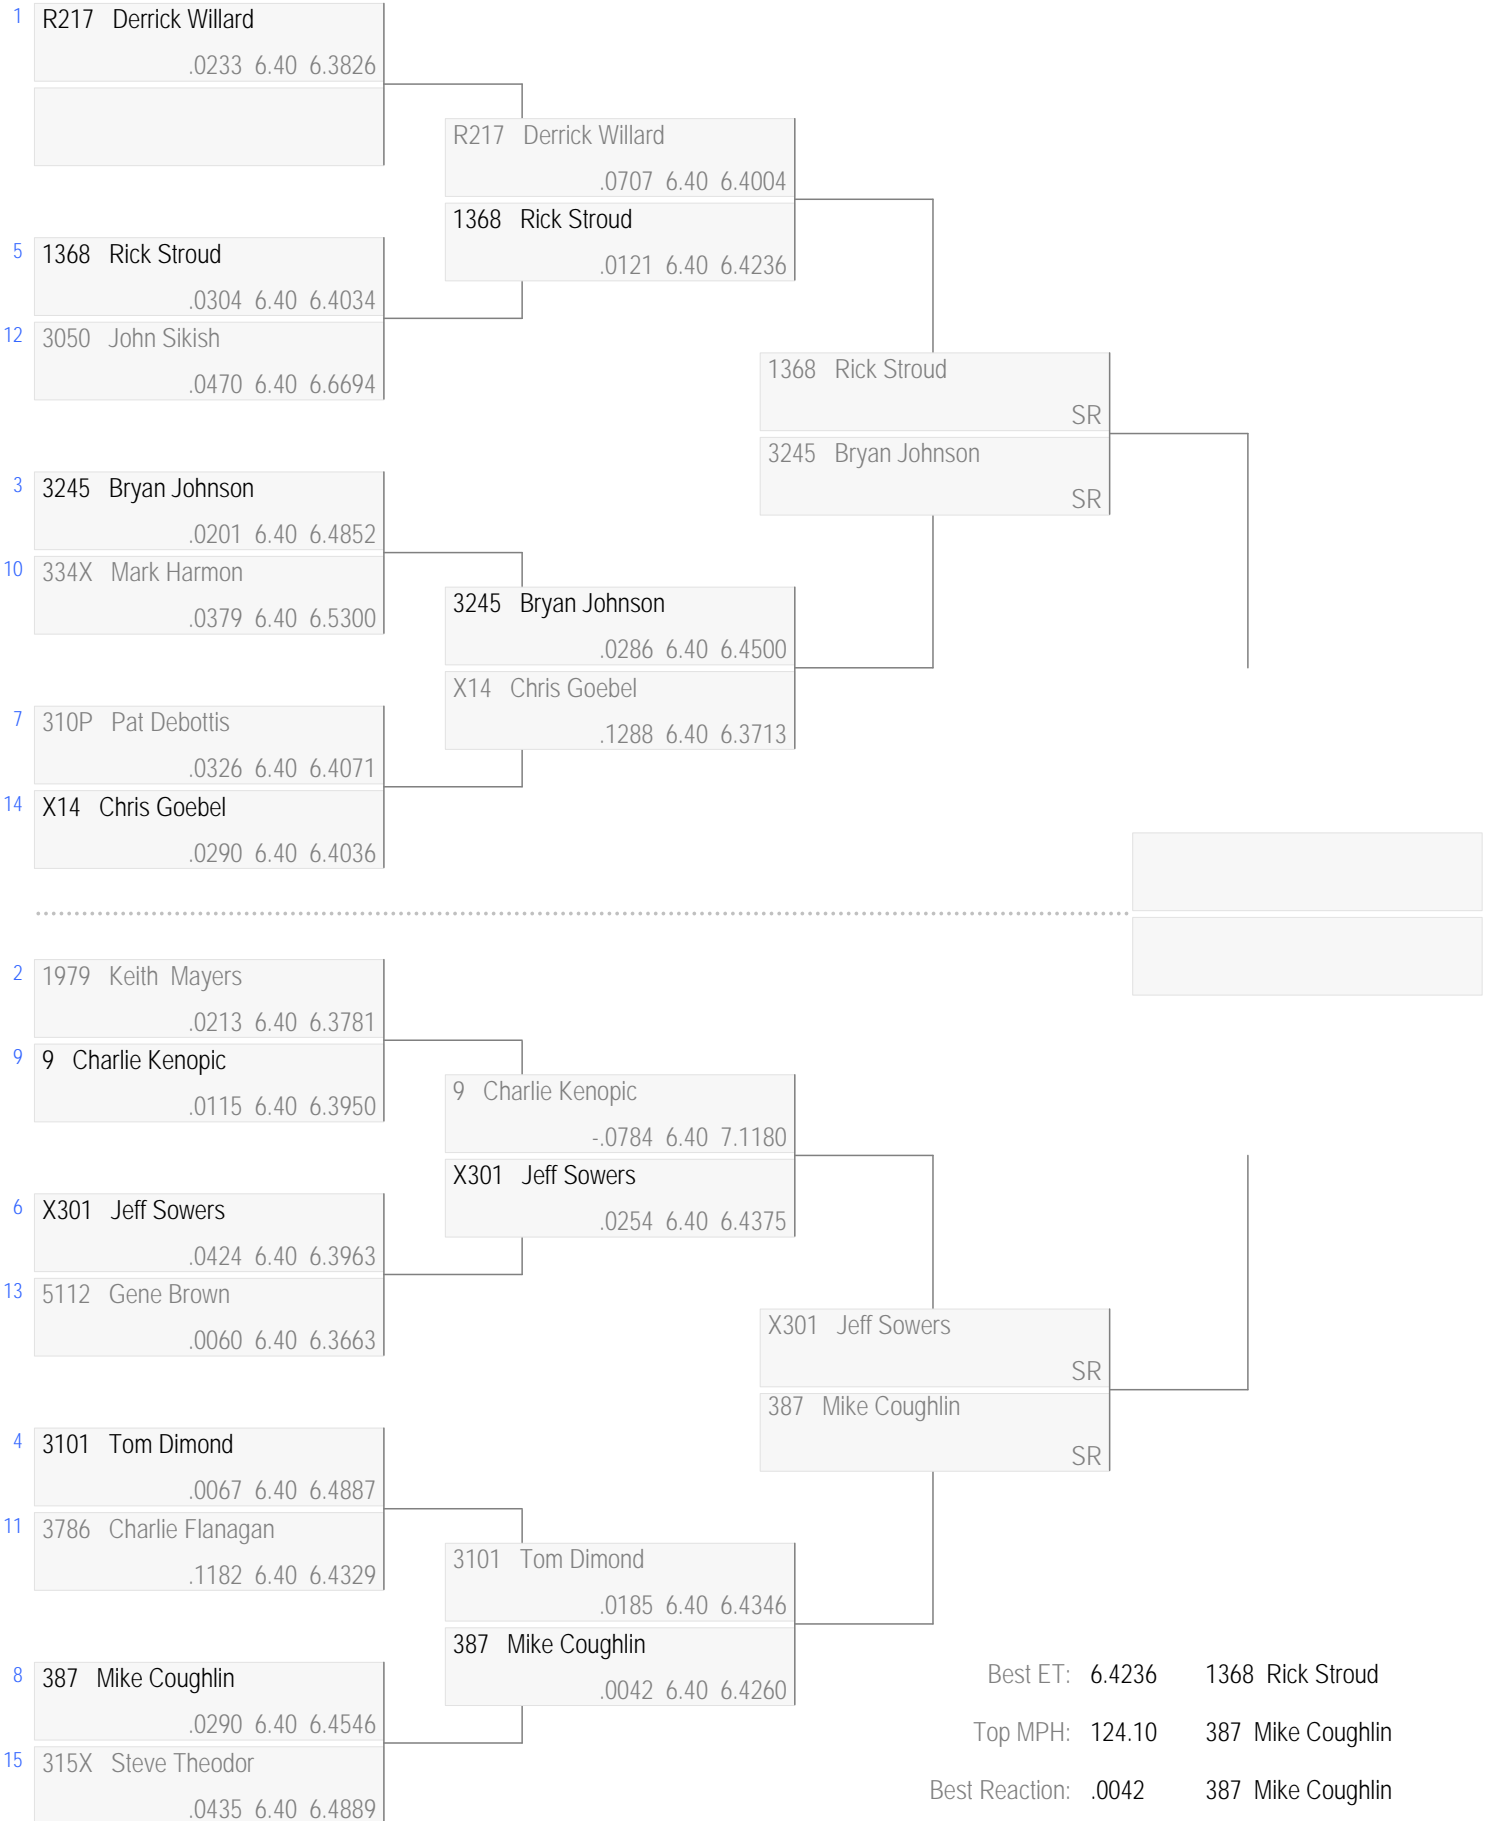 1 R217 Derrick Willard
.0233 6.40 6.3826
R217 Derrick Willard
.0707 6.40 6.4004
1368 Rick Stroud
.0121 6.40 6.4236
5 1368 Rick Stroud
.0304 6.40 6.4034
12 3050 John Sikish
.0470 6.40 6.6694
1368 Rick Stroud
SR
3245 Bryan Johnson
SR
3 3245 Bryan Johnson
.0201 6.40 6.4852
10 334X Mark Harmon
.0379 6.40 6.5300
3245 Bryan Johnson
.0286 6.40 6.4500
X14 Chris Goebel
.1288 6.40 6.3713
7 310P Pat Debottis
.0326 6.40 6.4071
14 X14 Chris Goebel
.0290 6.40 6.4036
2 1979 Keith Mayers
.0213 6.40 6.3781
9 9 Charlie Kenopic
.0115 6.40 6.3950
9 Charlie Kenopic
-.0784 6.40 7.1180
X301 Jeff Sowers
.0254 6.40 6.4375
6 X301 Jeff Sowers
.0424 6.40 6.3963
13 5112 Gene Brown
.0060 6.40 6.3663
X301 Jeff Sowers
SR
387 Mike Coughlin
SR
4 3101 Tom Dimond
.0067 6.40 6.4887
11 3786 Charlie Flanagan
.1182 6.40 6.4329
3101 Tom Dimond
.0185 6.40 6.4346
387 Mike Coughlin
.0042 6.40 6.4260
8 387 Mike Coughlin
.0290 6.40 6.4546
15 315X Steve Theodor
.0435 6.40 6.4889
Best ET: 6.4236 1368 Rick Stroud
Top MPH: 124.10 387 Mike Coughlin
Best Reaction: .0042 387 Mike Coughlin